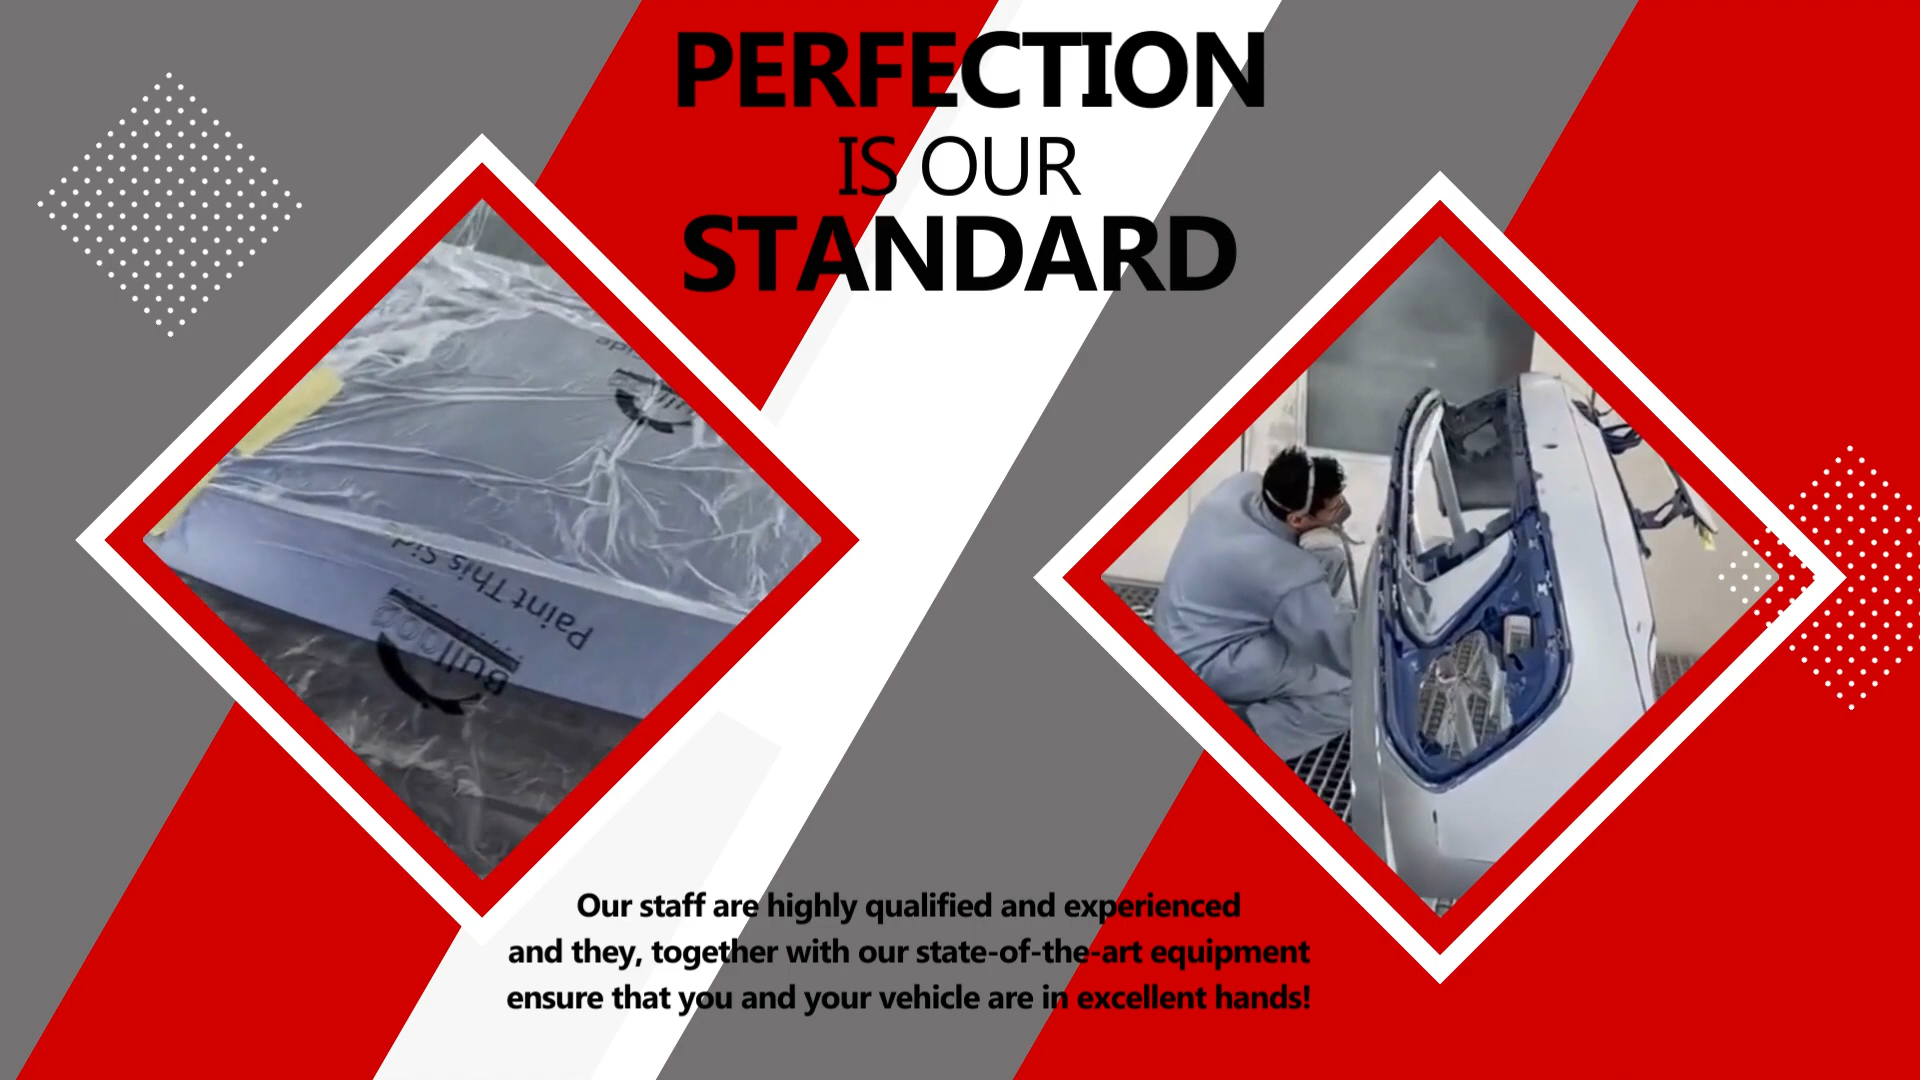 PERFECTION
IS OUR
STANDARD
Bulldog
Paint This Sid
Our staff are highly qualified and experienced
and they, together with our state-of-the-art equipment
ensure that you and your vehicle are in excellent hands!